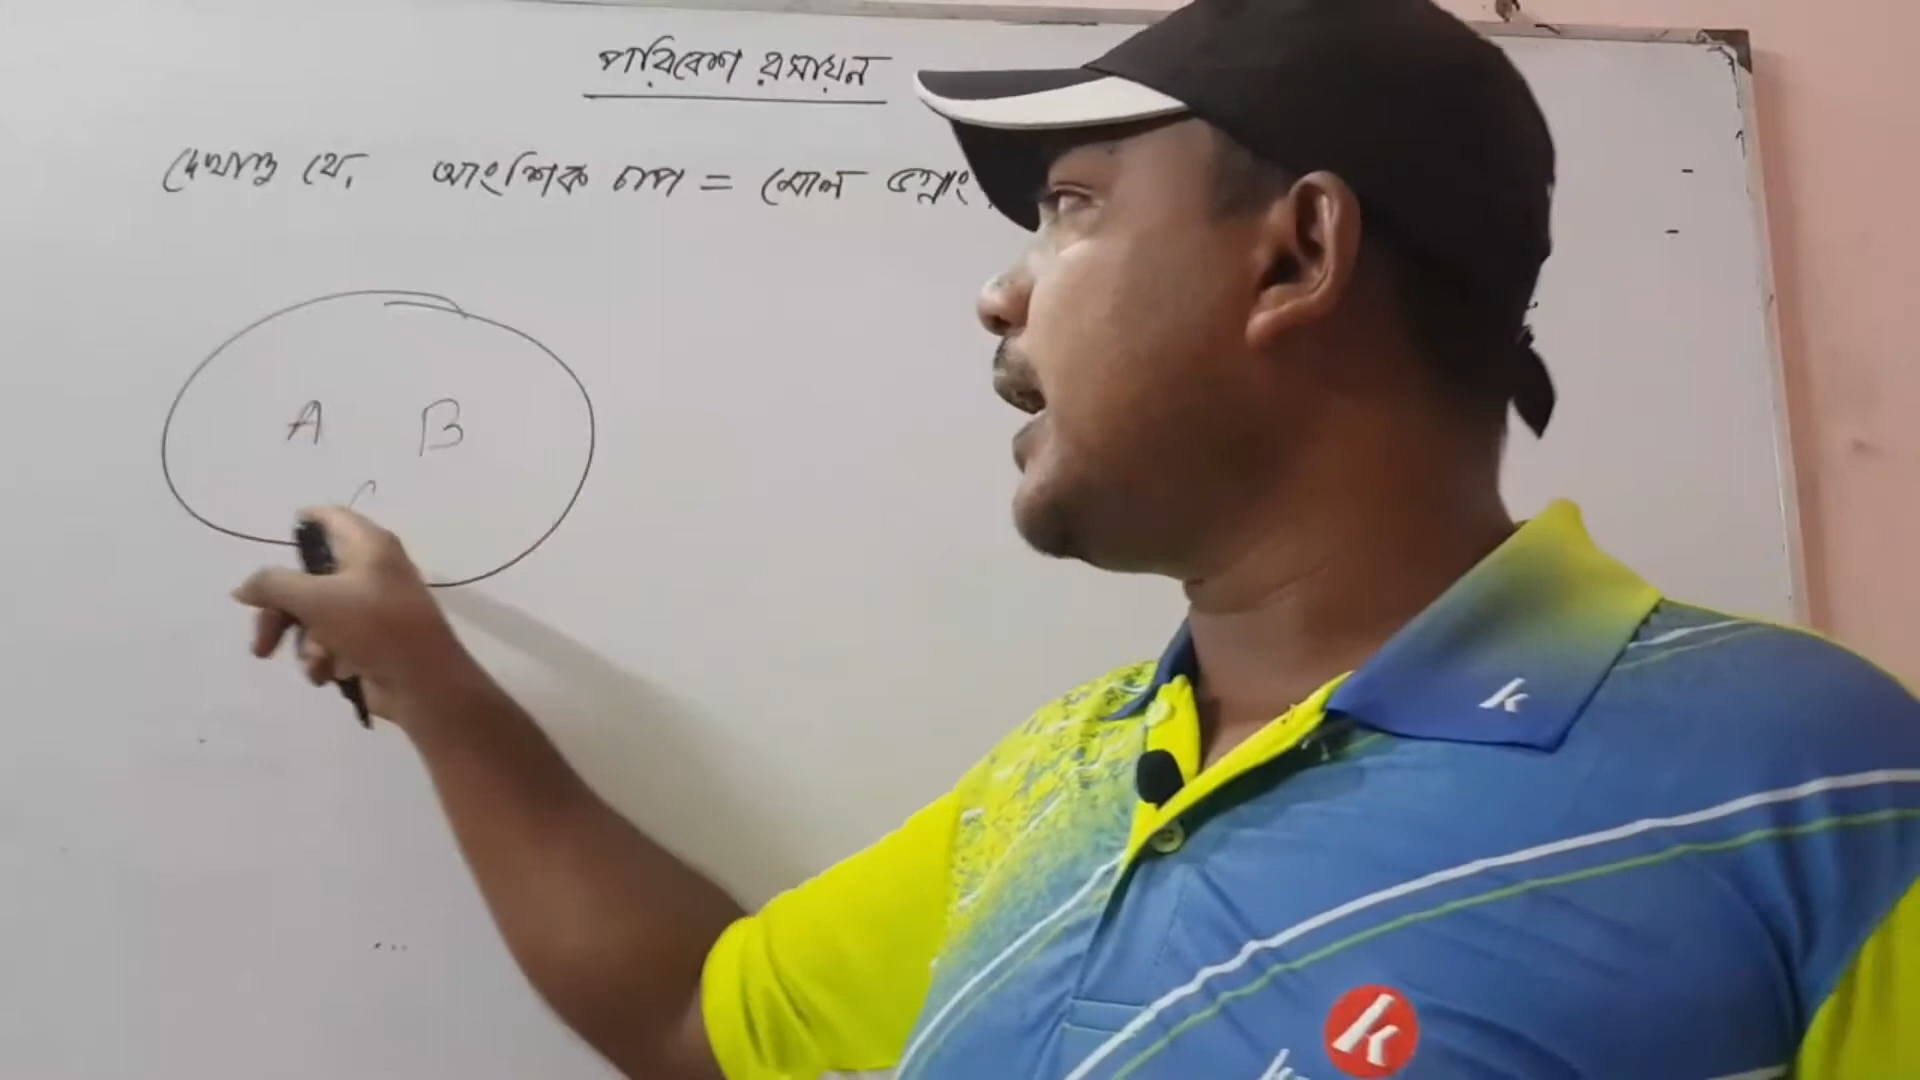 পরিবেশ রসায়ন
দেখাও যে, আংশিক চাপ = মোল ভগ্নাং
A B
C
k
k